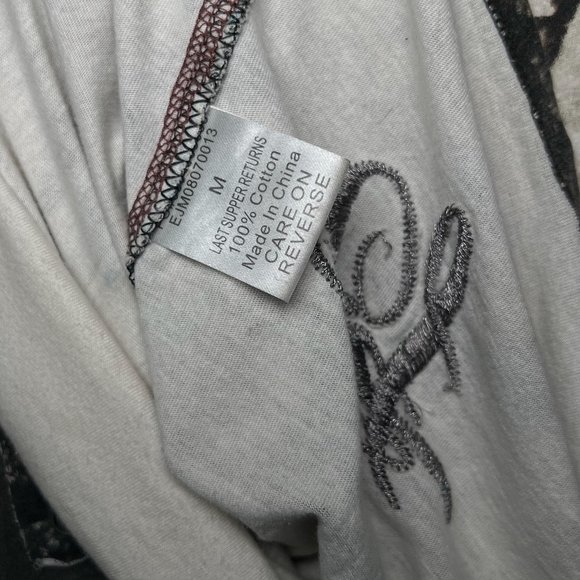 EJM08070013
M
LAST SUPPER RETURNS
100% Cotton
Made In China
CARE ON
REVERSE